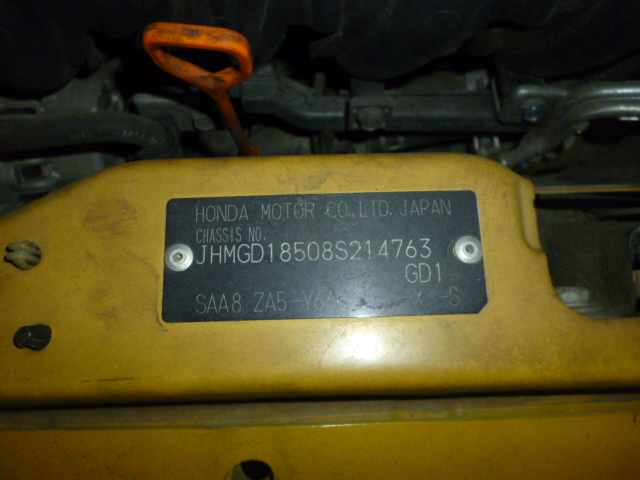 HONDA MOTOR CO.,LTD. JAPAN
CHASSIS NO.
JHMGD18508S214763
GD1
SAA8 ZA5-